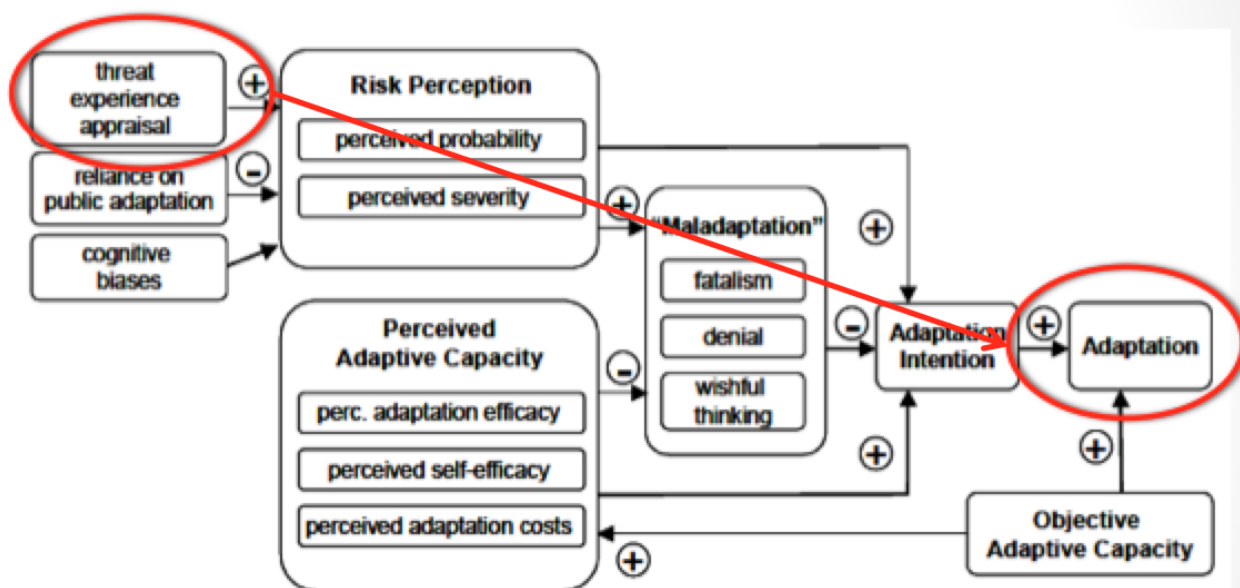 threat
experience
appraisal
+
reliance on
public adaptation
-
cognitive
biases
Risk Perception
perceived probability
perceived severity
+
"Maladaptation"
fatalism
denial
wishful
thinking
+
-
Perceived
Adaptive Capacity
perc. adaptation efficacy
perceived self-efficacy
perceived adaptation costs
-
+
+
Adaptation
Intention
+
Adaptation
+
Objective
Adaptive Capacity